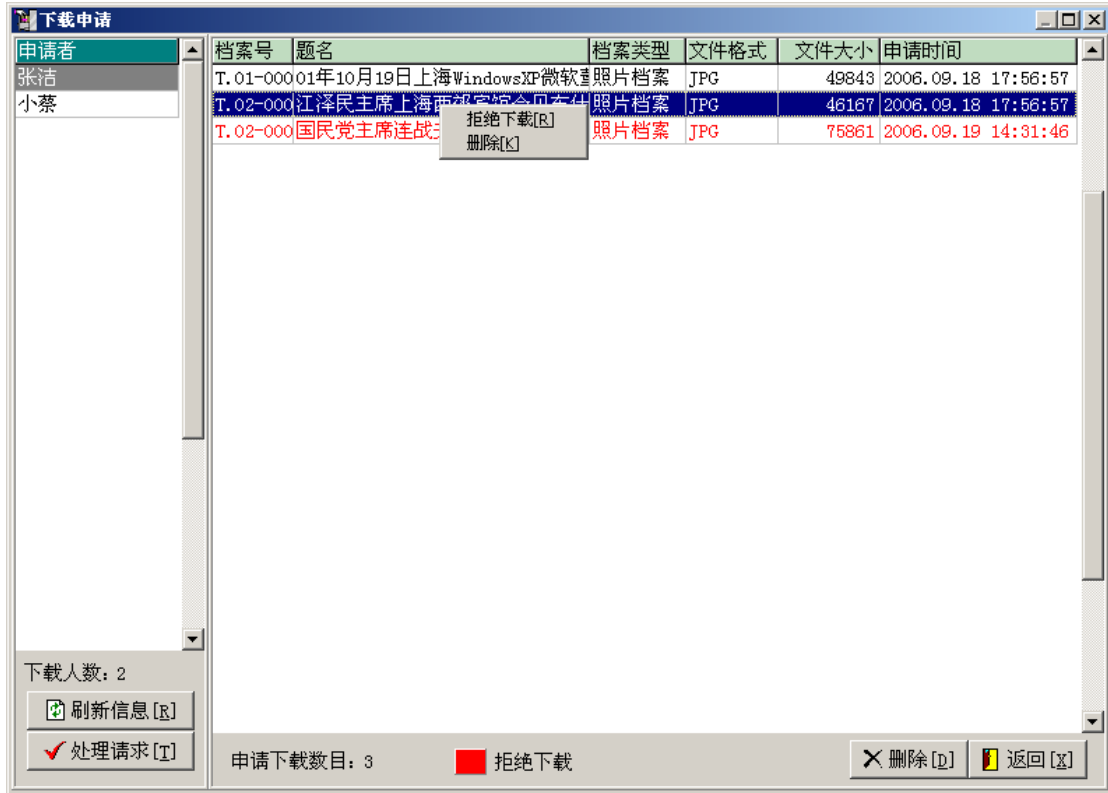 下载申请
申请者
张洁
小蔡
档案号 题名 档案类型 文件格式 文件大小 申请时间
T.01-000 01年10月19日上海WindowsXP微软 照片档案 JPG 49843 2006.09.18 17:56:57
T.02-000 江泽民主席上海西郊宾馆会见布什 照片档案 JPG 46167 2006.09.18 17:56:57
T.02-000 国民党主席连战 照片档案 JPG 75861 2006.09.19 14:31:46
拒绝下载[R]
删除[K]
下载人数: 2
刷新信息[R]
处理请求[T]
申请下载数目: 3
拒绝下载
删除[D]
返回[X]